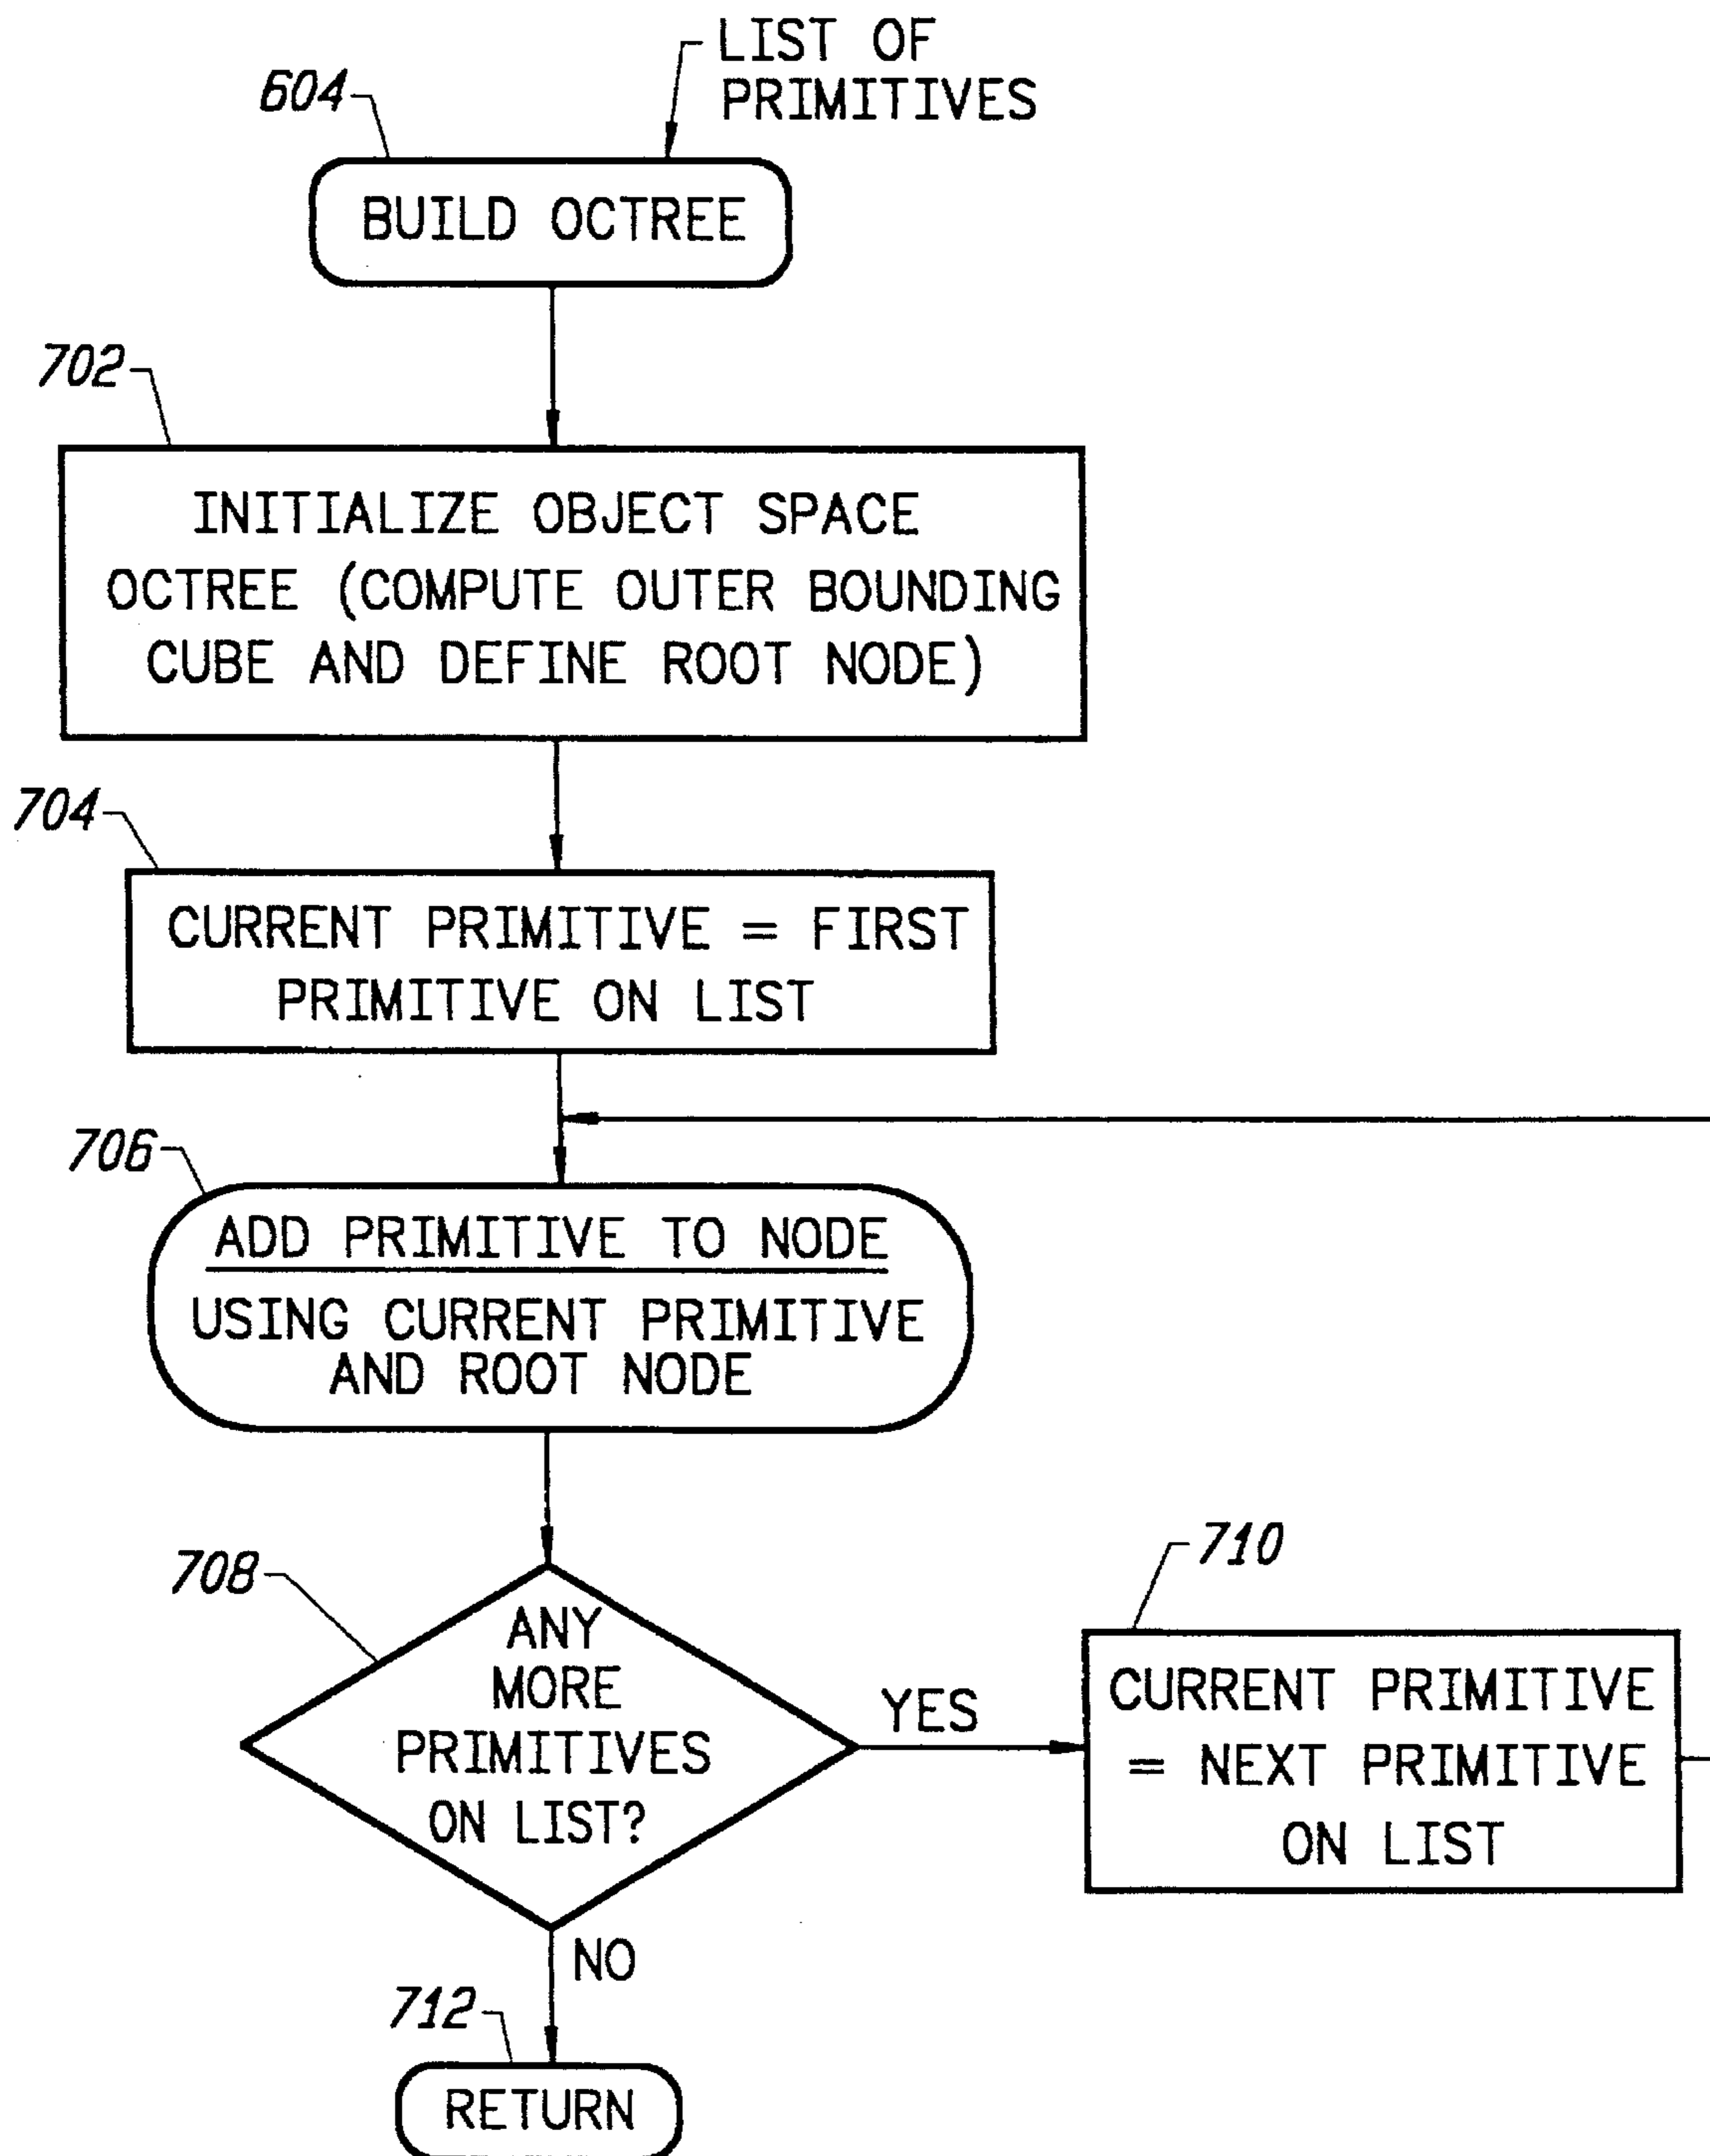 LIST OF
PRIMITIVES
604
BUILD OCTREE
702
INITIALIZE OBJECT SPACE
OCTREE (COMPUTE OUTER BOUNDING
CUBE AND DEFINE ROOT NODE)
704
CURRENT PRIMITIVE = FIRST
PRIMITIVE ON LIST
706
ADD PRIMITIVE TO NODE
USING CURRENT PRIMITIVE
AND ROOT NODE
708
ANY
MORE
PRIMITIVES
ON LIST?
YES
710
CURRENT PRIMITIVE
= NEXT PRIMITIVE
ON LIST
NO
712
RETURN